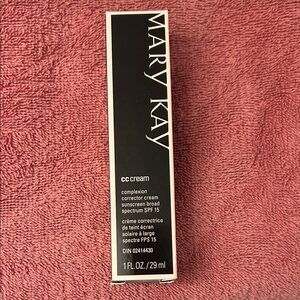 MARY KAY
cc cream
complexion
corrector cream
sunscreen broad
spectrum SPF 15
crème correctrice
de teint écran
solaire à large
spectre FPS 15
DIN 02414430
1 FL.OZ. / 29 ml